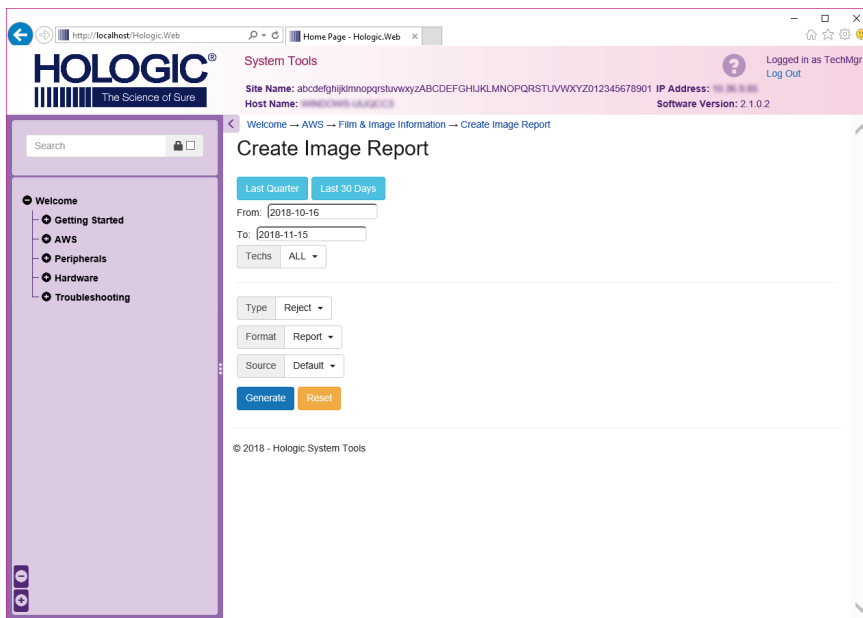 http://localhost/Hologic.Web
Home Page - Hologic.Web
HOLOGIC®
The Science of Sure
System Tools
Logged in as TechMgr
Log Out
Site Name: abcdefghijklmnopqrstuvwxyzABCDEFGHIJKLMNOPQRSTUVWXYZ012345678901 IP Address:
Host Name:
Software Version: 2.1.0.2
Welcome → AWS → Film & Image Information → Create Image Report
Search
Create Image Report
Last Quarter Last 30 Days
From: 2018-10-16
To: 2018-11-15
Techs ALL
Welcome
Getting Started
AWS
Peripherals
Hardware
Troubleshooting
Type Reject
Format Report
Source Default
Generate Reset
© 2018 - Hologic System Tools